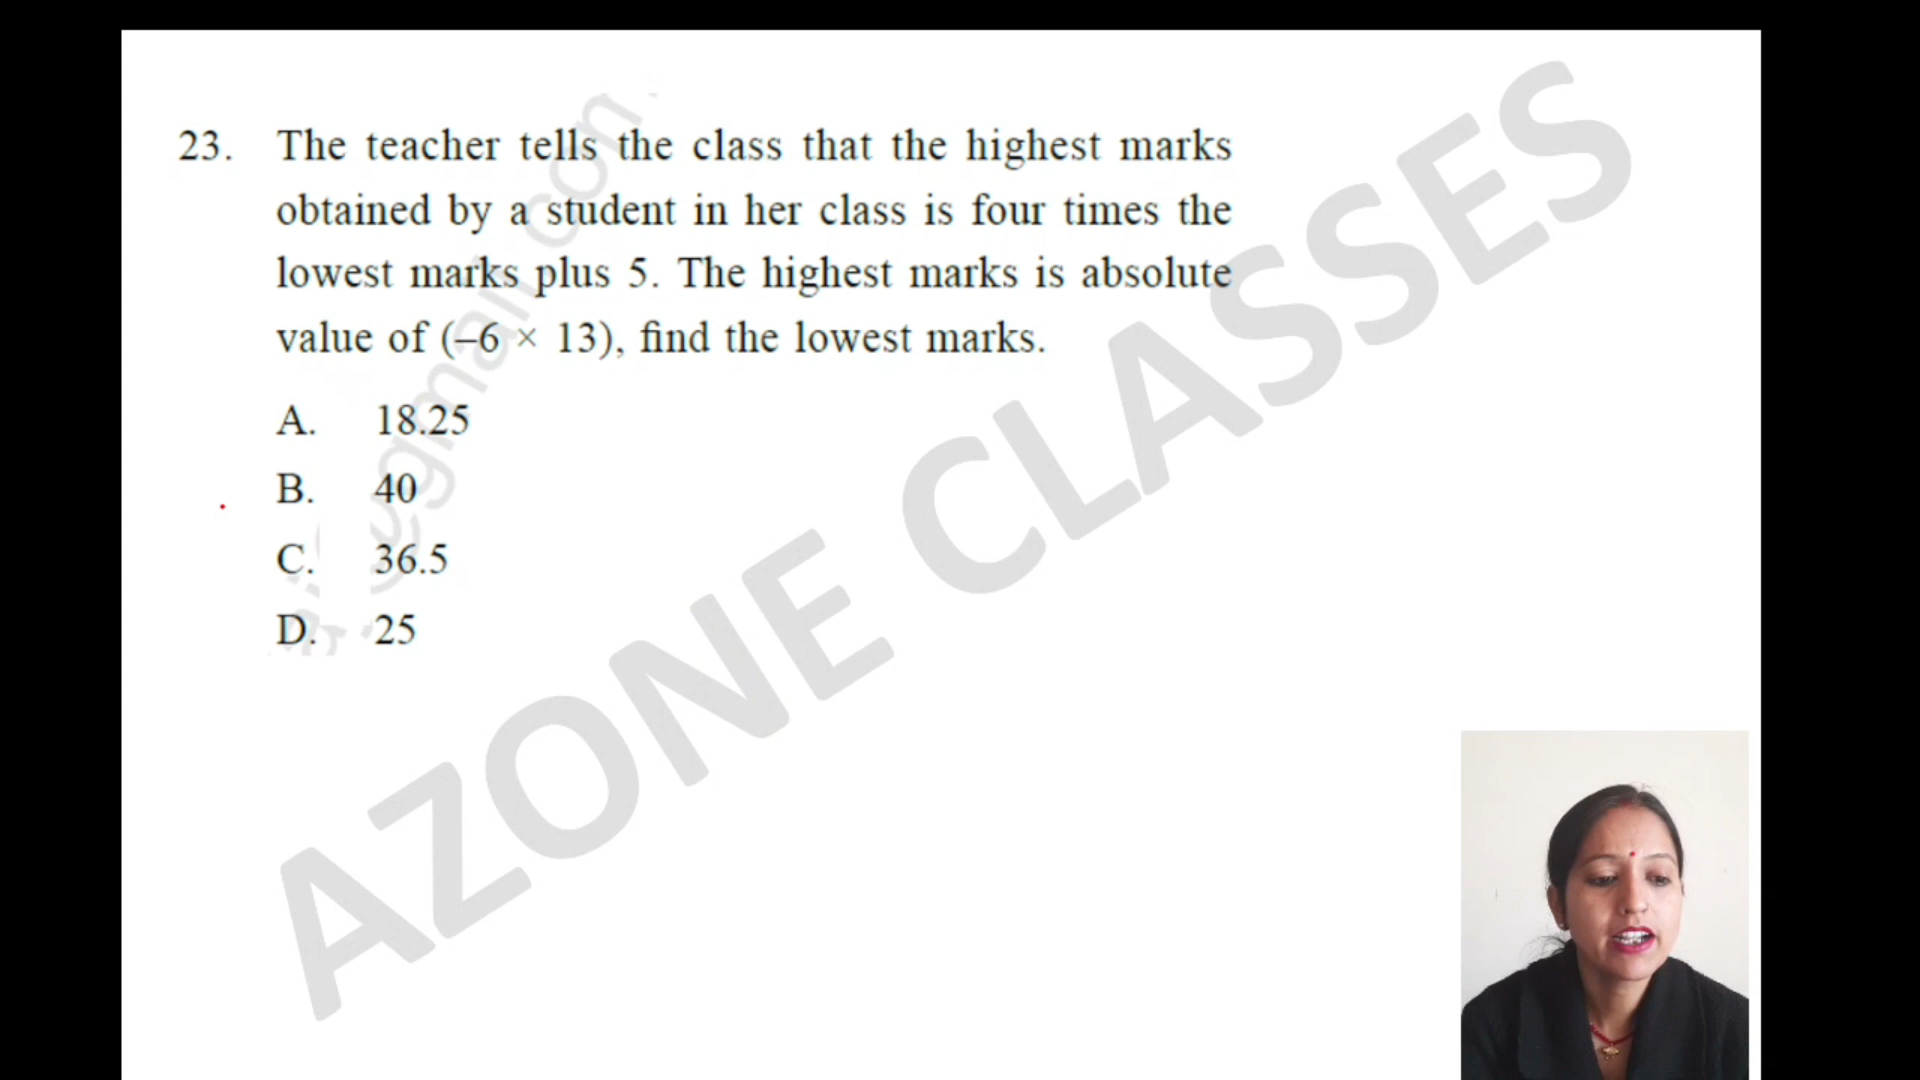 23. The teacher tells the class that the highest marks
obtained by a student in her class is four times the
lowest marks plus 5. The highest marks is absolute
value of (–6 × 13), find the lowest marks.
A. 18.25
B. 40
C. 36.5
D. 25
AZONE CLASSES
gmail.com